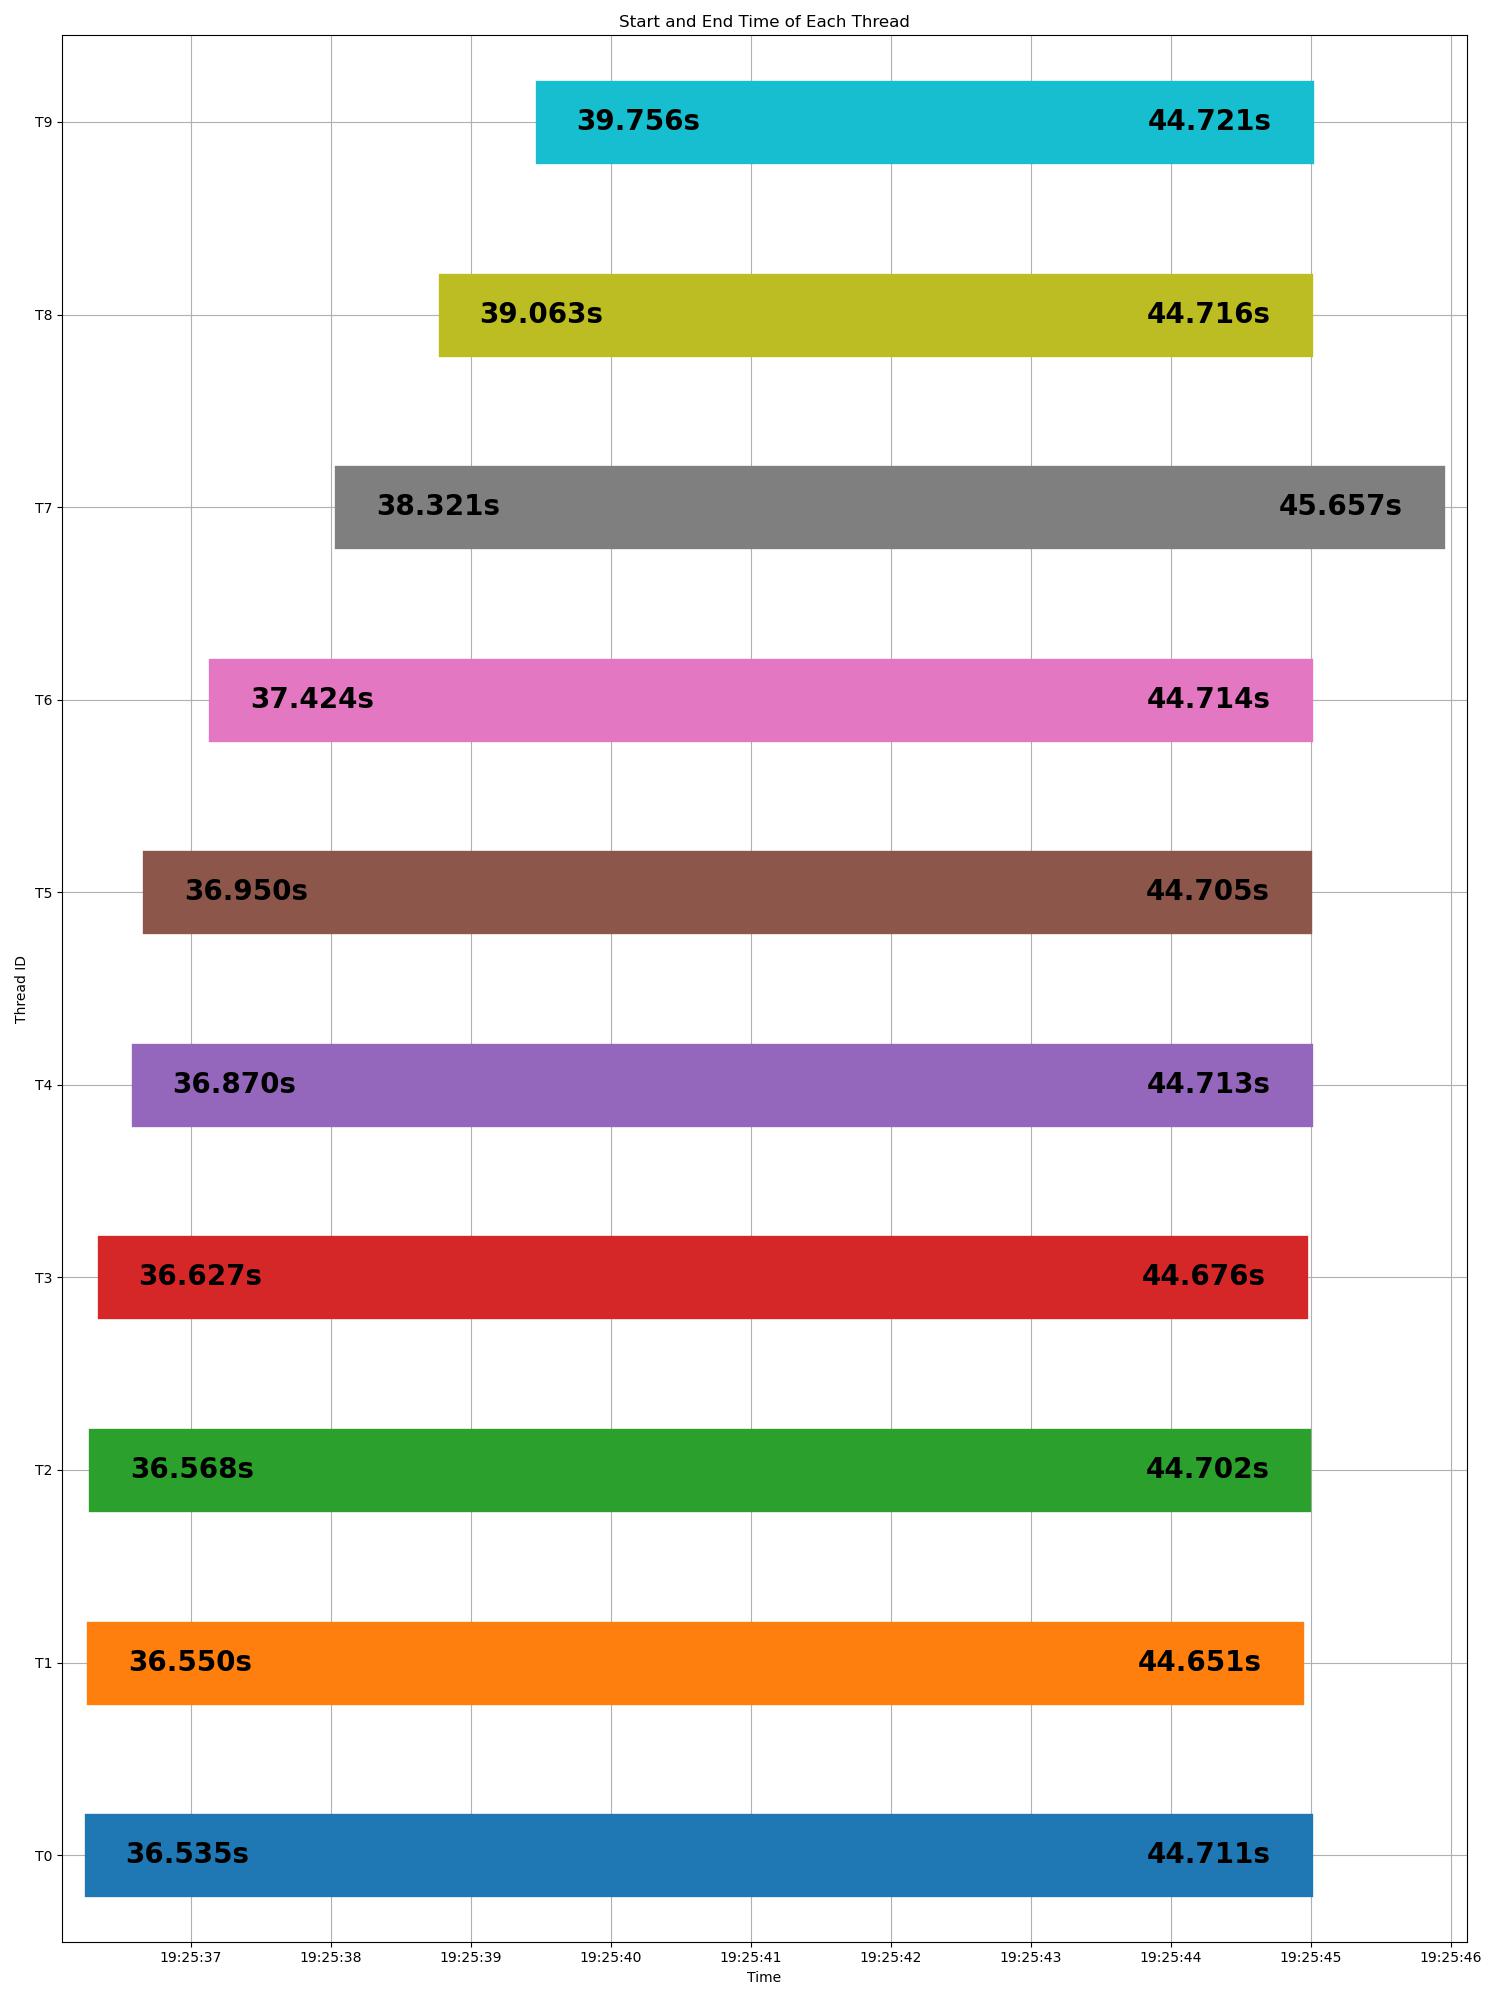 Start and End Time of Each Thread
T9
39.756s 44.721s
T8
39.063s 44.716s
T7
38.321s 45.657s
T6
37.424s 44.714s
T5
36.950s 44.705s
Thread ID
T4
36.870s 44.713s
T3
36.627s 44.676s
T2
36.568s 44.702s
T1
36.550s 44.651s
T0
36.535s 44.711s
19:25:37 19:25:38 19:25:39 19:25:40 19:25:41 19:25:42 19:25:43 19:25:44 19:25:45 19:25:46
Time